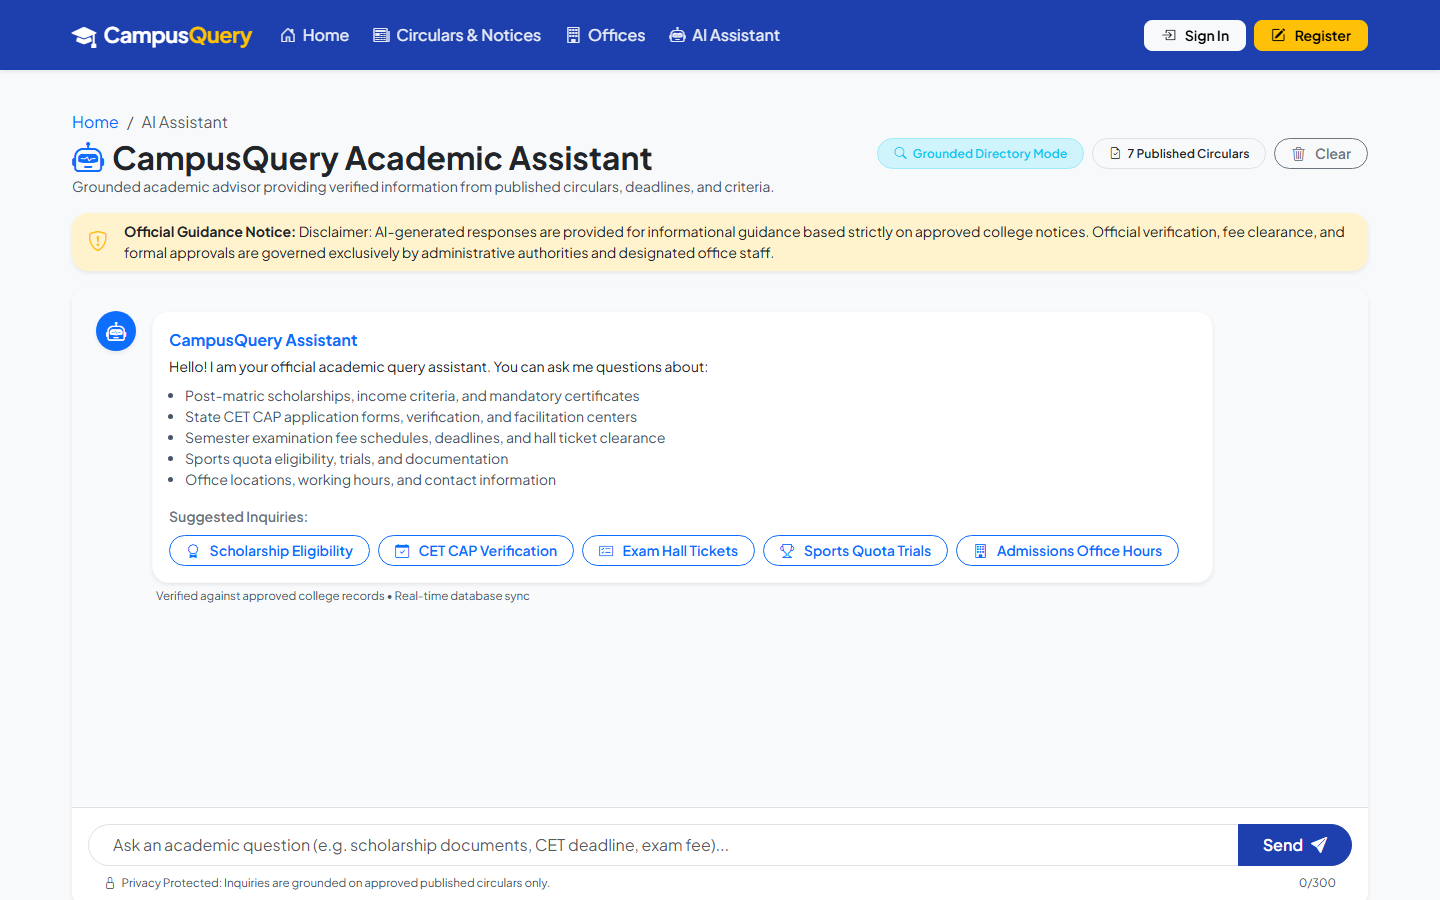 CampusQuery
Home
Circulars & Notices
Offices
AI Assistant
Sign In
Register
Home / AI Assistant
CampusQuery Academic Assistant
Grounded academic advisor providing verified information from published circulars, deadlines, and criteria.
Grounded Directory Mode
7 Published Circulars
Clear
Official Guidance Notice: Disclaimer: AI-generated responses are provided for informational guidance based strictly on approved college notices. Official verification, fee clearance, and
formal approvals are governed exclusively by administrative authorities and designated office staff.
CampusQuery Assistant
Hello! I am your official academic query assistant. You can ask me questions about:
• Post-matric scholarships, income criteria, and mandatory certificates
• State CET CAP application forms, verification, and facilitation centers
• Semester examination fee schedules, deadlines, and hall ticket clearance
• Sports quota eligibility, trials, and documentation
• Office locations, working hours, and contact information
Suggested Inquiries:
Scholarship Eligibility
CET CAP Verification
Exam Hall Tickets
Sports Quota Trials
Admissions Office Hours
Verified against approved college records • Real-time database sync
Ask an academic question (e.g. scholarship documents, CET deadline, exam fee)...
Send
Privacy Protected: Inquiries are grounded on approved published circulars only.
0/300